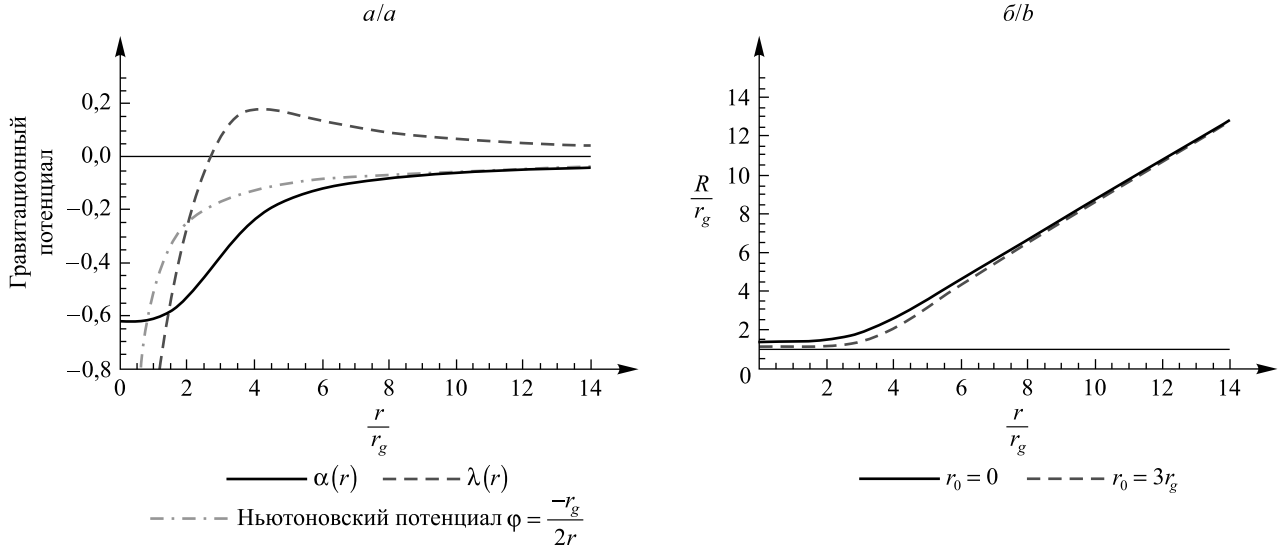 а/a
Гравитационный
потенциал
0,2
0,0
−0,2
−0,4
−0,6
−0,8
0 2 4 6 8 10 12 14
r
r_g
α(r) λ(r)
Ньютоновский потенциал φ = −r_g / 2r
б/b
R
r_g
14
12
10
8
6
4
2
0
2 4 6 8 10 12 14
r
r_g
r₀ = 0 r₀ = 3r_g